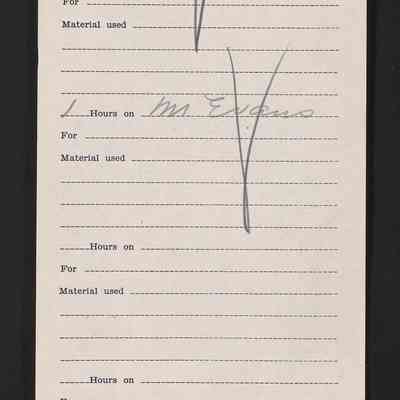 For
Material used
1 Hours on M. Evans
For
Material used
Hours on
For
Material used
Hours on